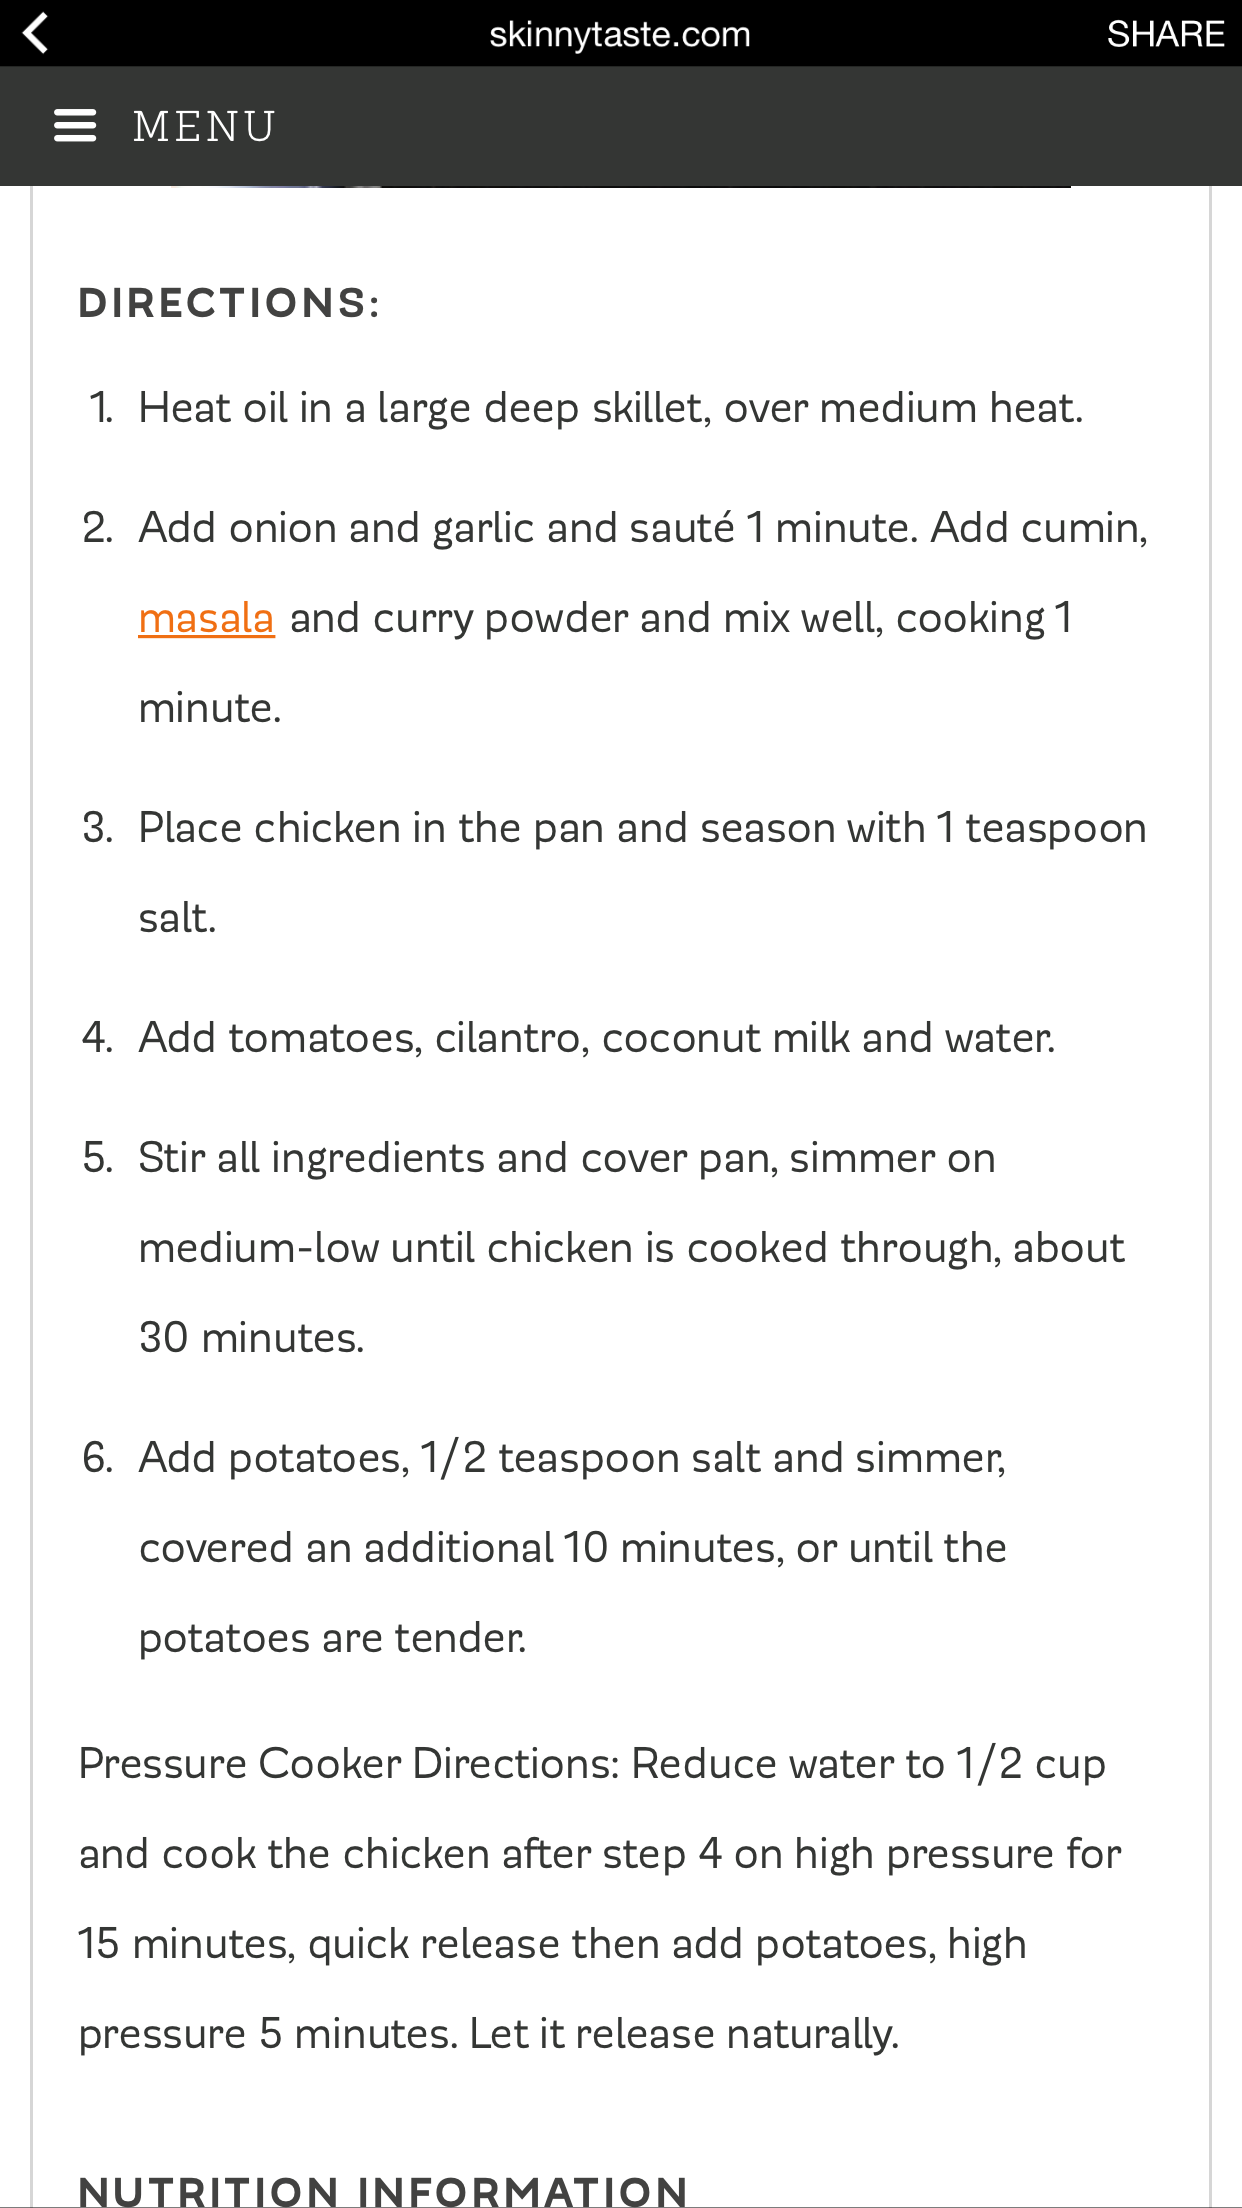 skinnytaste.com
SHARE
MENU
DIRECTIONS:
1. Heat oil in a large deep skillet, over medium heat.
2. Add onion and garlic and sauté 1 minute. Add cumin,
masala and curry powder and mix well, cooking 1
minute.
3. Place chicken in the pan and season with 1 teaspoon
salt.
4. Add tomatoes, cilantro, coconut milk and water.
5. Stir all ingredients and cover pan, simmer on
medium-low until chicken is cooked through, about
30 minutes.
6. Add potatoes, 1/2 teaspoon salt and simmer,
covered an additional 10 minutes, or until the
potatoes are tender.
Pressure Cooker Directions: Reduce water to 1/2 cup
and cook the chicken after step 4 on high pressure for
15 minutes, quick release then add potatoes, high
pressure 5 minutes. Let it release naturally.
NUTRITION INFORMATION